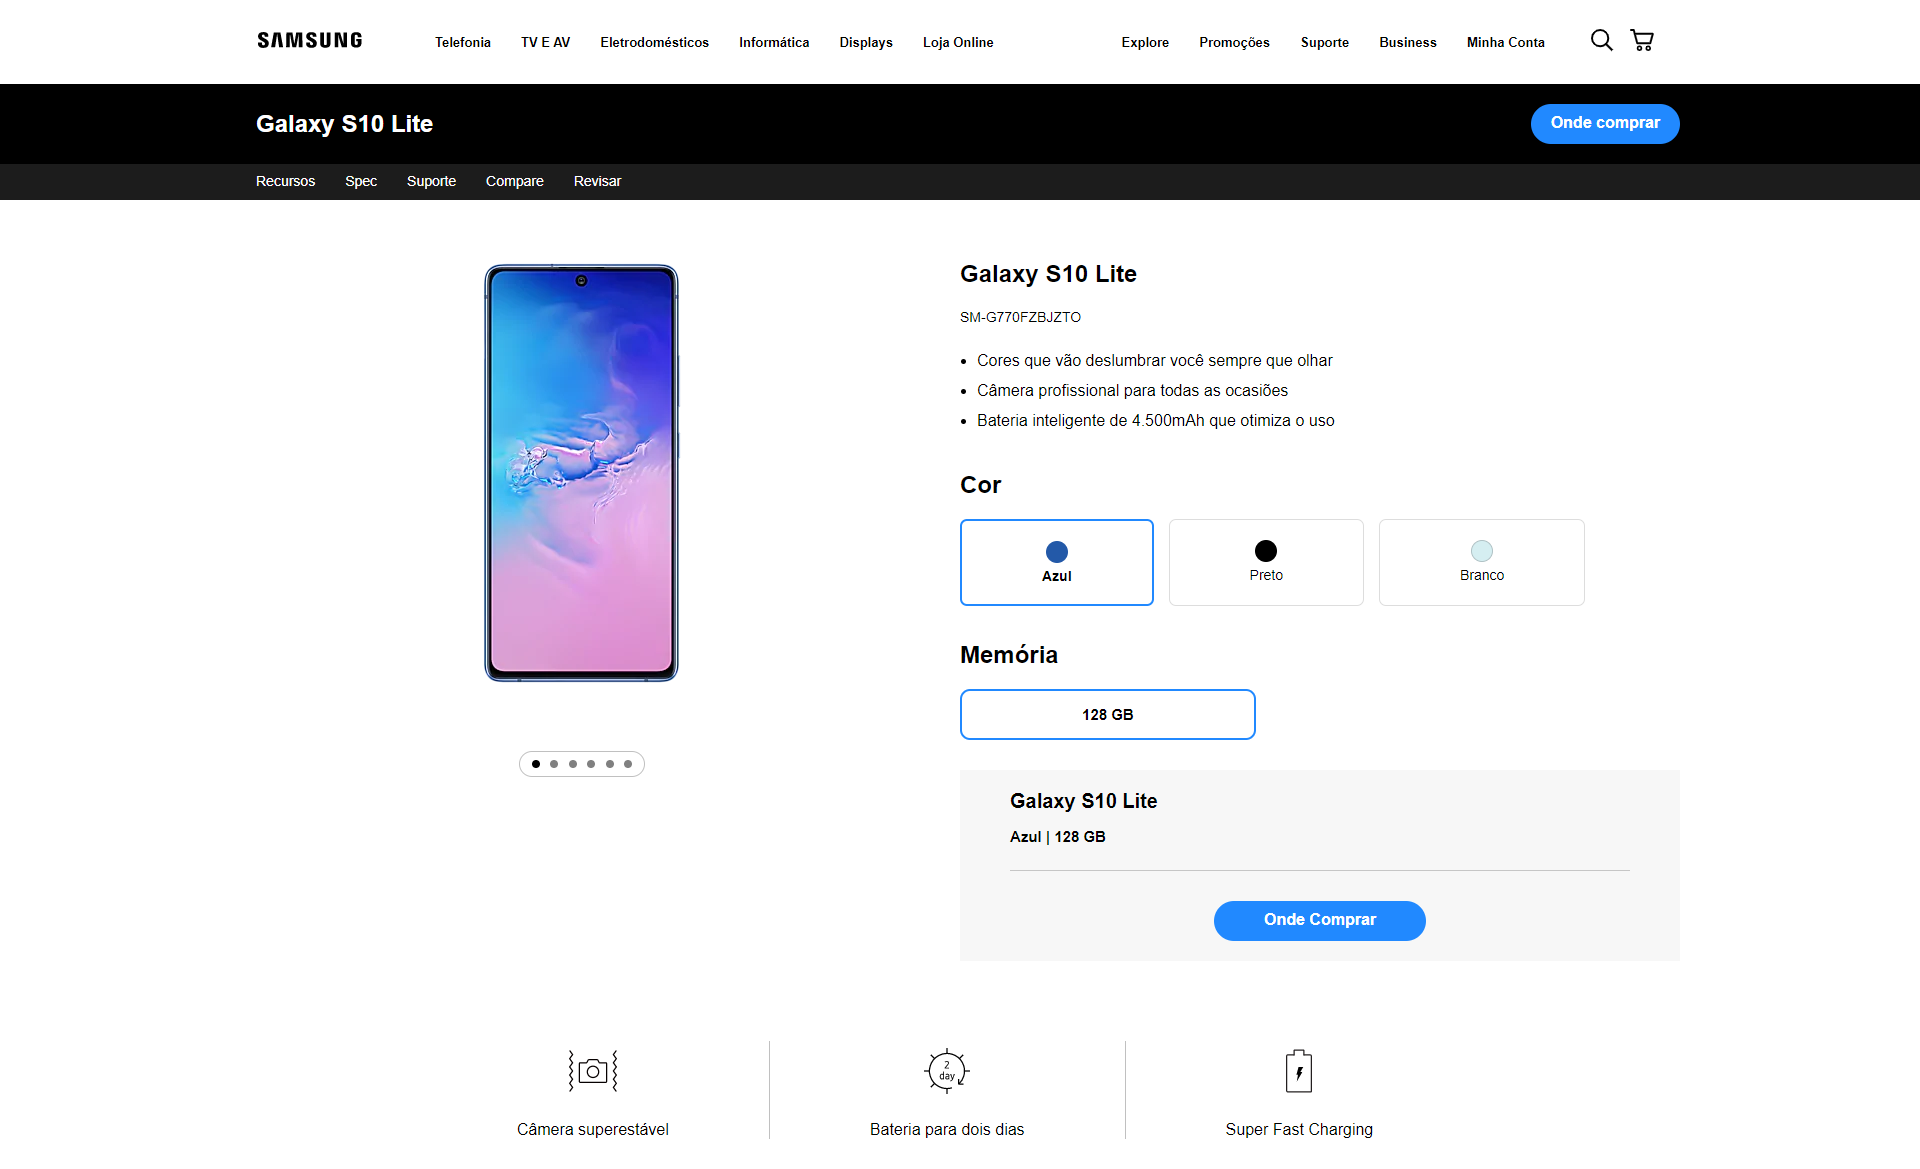 SAMSUNG
Telefonia TV E AV Eletrodomésticos Informática Displays Loja Online Explore Promoções Suporte Business Minha Conta
Galaxy S10 Lite
Onde comprar
Recursos Spec Suporte Compare Revisar
Galaxy S10 Lite
SM-G770FZBJZTO
Cores que vão deslumbrar você sempre que olhar
Câmera profissional para todas as ocasiões
Bateria inteligente de 4.500mAh que otimiza o uso
Cor
Azul
Preto
Branco
Memória
128 GB
Galaxy S10 Lite
Azul | 128 GB
Onde Comprar
2
day
Câmera superestável
Bateria para dois dias
Super Fast Charging